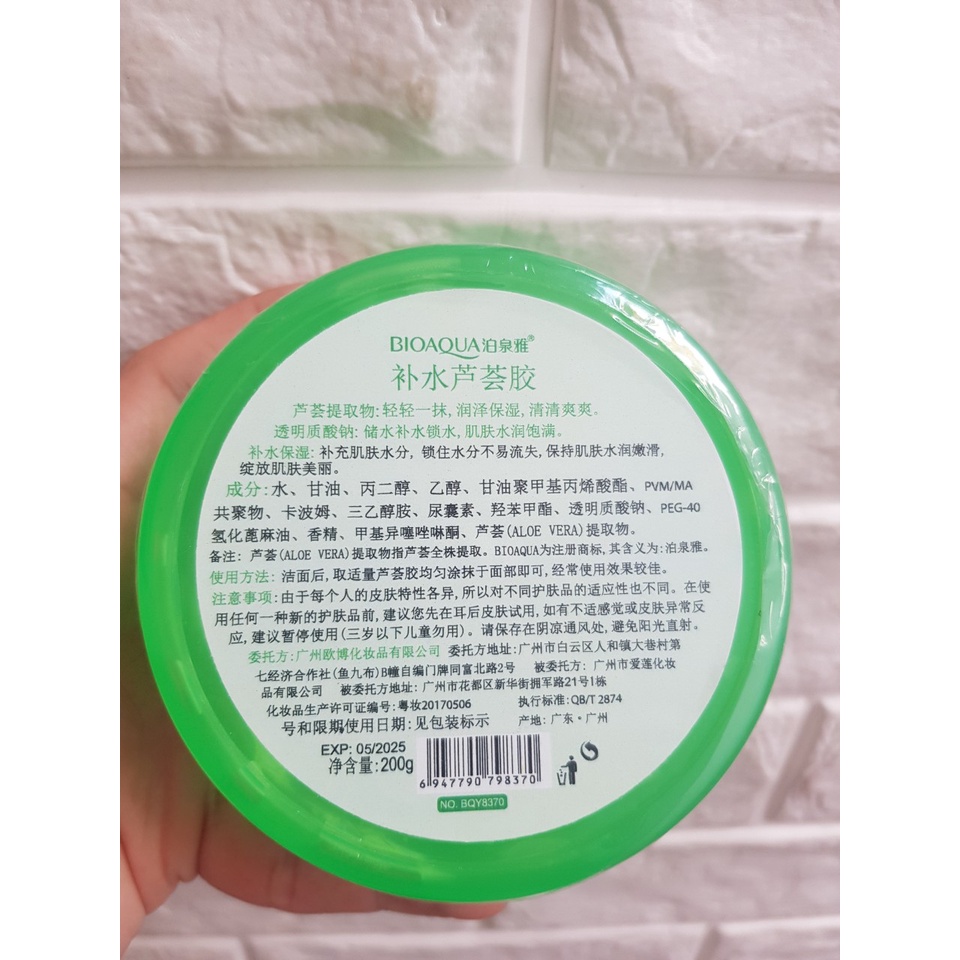 BIOAQUA泊泉雅®
补水芦荟胶
芦荟提取物:轻轻一抹,润泽保湿,清清爽爽。
透明质酸钠:储水补水锁水,肌肤水润饱满。
补水保湿:补充肌肤水分,锁住水分不易流失,保持肌肤水润嫩滑,
绽放肌肤美丽。
成分:水、甘油、丙二醇、乙醇、甘油聚甲基丙烯酸酯、PVM/MA
共聚物、卡波姆、三乙醇胺、尿囊素、羟苯甲酯、透明质酸钠、PEG-40
氢化蓖麻油、香精、甲基异噻唑啉酮、芦荟(ALOE VERA)提取物。
备注:芦荟(ALOE VERA)提取物指芦荟全株提取。BIOAQUA为注册商标,其含义为:泊泉雅。
使用方法:洁面后,取适量芦荟胶均匀涂抹于面部即可,经常使用效果较佳。
注意事项:由于每个人的皮肤特性各异,所以对不同护肤品的适应性也不同。在使
用任何一种新的护肤品前,建议您先在耳后皮肤试用,如有不适感觉或皮肤异常反
应,建议暂停使用(三岁以下儿童勿用)。请保存在阴凉通风处,避免阳光直射。
委托方:广州欧博化妆品有限公司 委托方地址:广州市白云区人和镇大巷村第
七经济合作社(鱼九布)B幢自编门牌同富北路2号 被委托方:广州市爱莲化妆
品有限公司 被委托方地址:广州市花都区新华街拥军路21号1栋
化妆品生产许可证编号:粤妆20170506 执行标准:QB/T 2874
号和限期使用日期:见包装标示 产地:广东·广州
EXP: 05/2025
净含量:200g
6 947790 798370
NO. BQY8370